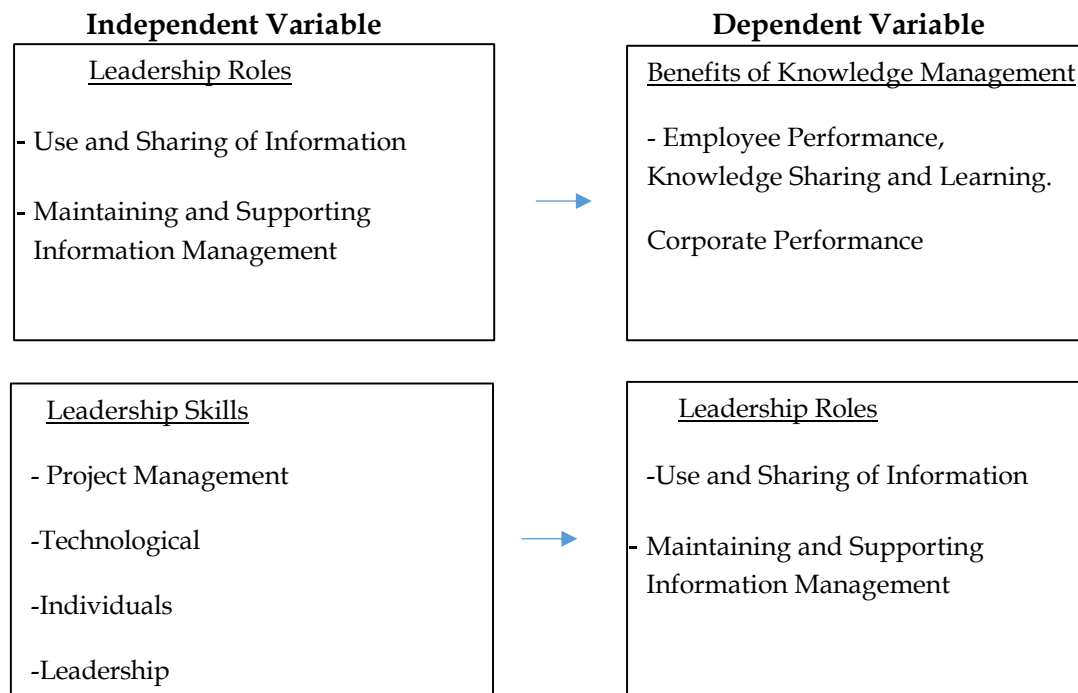 Independent Variable
Leadership Roles
- Use and Sharing of Information
- Maintaining and Supporting
Information Management
Dependent Variable
Benefits of Knowledge Management
- Employee Performance,
Knowledge Sharing and Learning.
Corporate Performance
Leadership Skills
- Project Management
-Technological
-Individuals
-Leadership
Leadership Roles
-Use and Sharing of Information
- Maintaining and Supporting
Information Management